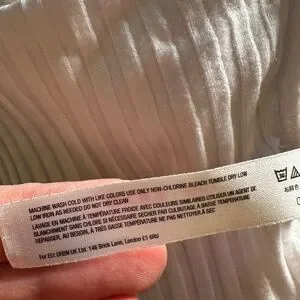 MACHINE WASH COLD WITH LIKE COLORS USE ONLY NON-CHLORINE BLEACH TUMBLE DRY LOW
LOW IRON AS NEEDED DO NOT DRY CLEAN
LAVAGE EN MACHINE À TEMPÉRATURE FROIDE AVEC COULEURS SIMILAIRES UTILISER UN AGENT DE
BLANCHIMENT SANS CHLORE SI NÉCESSAIRE SÉCHER PAR CULBUTAGE À BASSE TEMPÉRATURE
REPASSER, AU BESOIN, À TRÈS BASSE TEMPÉRATURE NE PAS NETTOYER À SEC
For EU: URBN UK Ltd. 146 Brick Lane, London E1 6RU